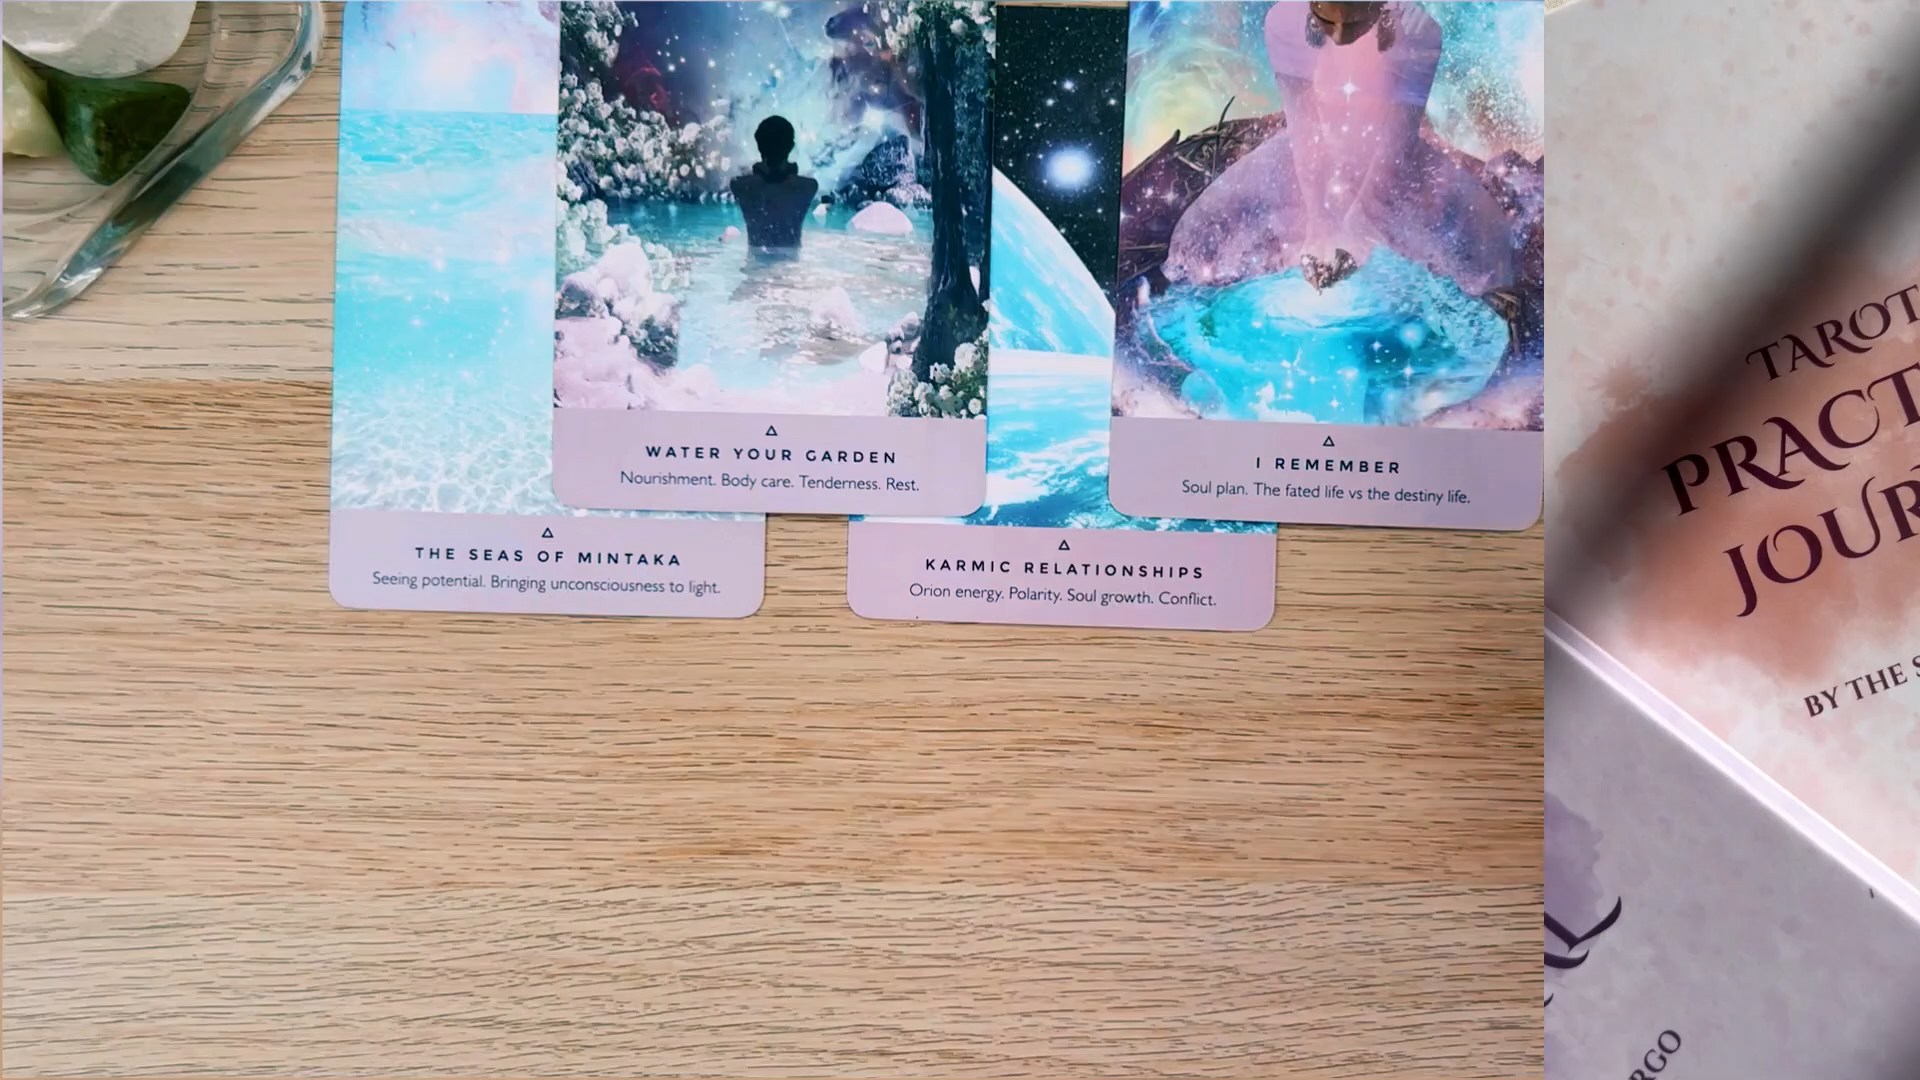 WATER YOUR GARDEN
Nourishment. Body care. Tenderness. Rest.
I REMEMBER
Soul plan. The fated life vs the destiny life.
THE SEAS OF MINTAKA
Seeing potential. Bringing unconsciousness to light.
KARMIC RELATIONSHIPS
Orion energy. Polarity. Soul growth. Conflict.
TAROT
PRACT
JOUR
BY THE S
RGO